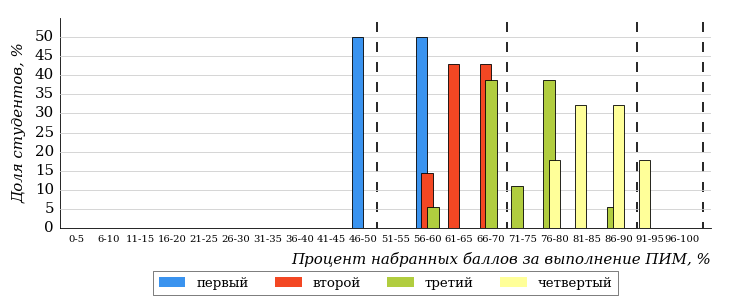 Доля студентов, %
50
45
40
35
30
25
20
15
10
5
0
0-5 6-10 11-15 16-20 21-25 26-30 31-35 36-40 41-45 46-50 51-55 56-60 61-65 66-70 71-75 76-80 81-85 86-90 91-95 96-100
Процент набранных баллов за выполнение ПИМ, %
первый второй третий четвертый